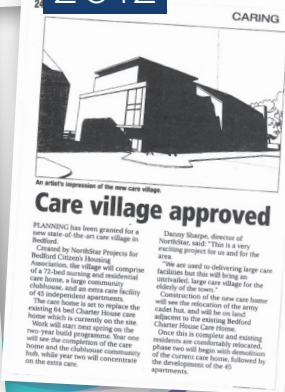 24
2012
CARING
An artist's impression of the new care village.
Care village approved
PLANNING has been granted for a
new state-of-the-art care village in
Bedford.
Created by NorthStar Projects for
Bedford Citizen's Housing
Association, the village will comprise
of a 72-bed nursing and residential
care home, a large community
clubhouse, and an extra care facility
of 45 independent apartments.
The care home is set to replace the
existing 64 bed Charter House care
home which is currently on the site.
Work will start next spring on the
two-year build programme. Year one
will see the completion of the care
home and the clubhouse community
hub, while year two will concentrate
on the extra care.
Danny Sharpe, director of
NorthStar, said: "This is a very
exciting project for us and for the
area.
"We are used to delivering large care
facilities but this will bring an
unrivalled, large care village for the
elderly of the town."
Construction of the new care home
will see the relocation of the army
cadet hut, and will be on land
adjacent to the existing Bedford
Charter House Care Home.
Once this is complete and existing
residents are comfortably relocated,
phase two will begin with demolition
of the current care home, followed by
the development of the 45
apartments.